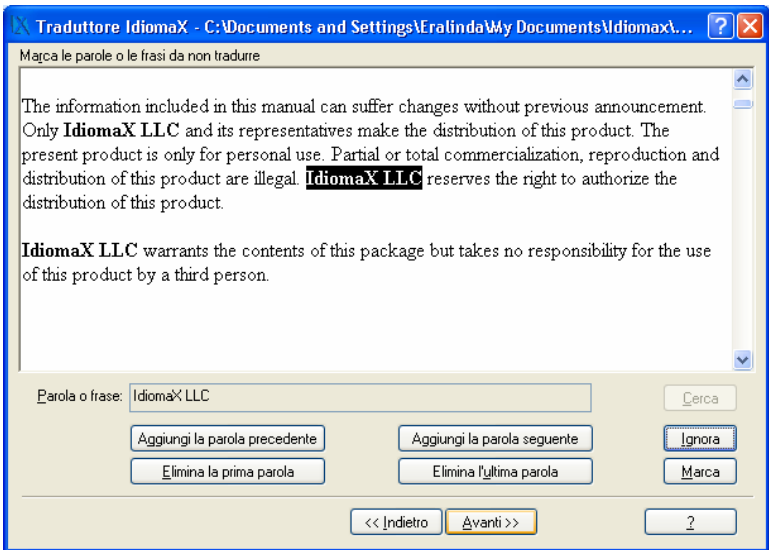 Traduttore IdiomaX - C:\Documents and Settings\Eralinda\My Documents\Idiomax\...
Marca le parole o le frasi da non tradurre
The information included in this manual can suffer changes without previous announcement.
Only IdiomaX LLC and its representatives make the distribution of this product. The
present product is only for personal use. Partial or total commercialization, reproduction and
distribution of this product are illegal. IdiomaX LLC reserves the right to authorize the
distribution of this product.
IdiomaX LLC warrants the contents of this package but takes no responsibility for the use
of this product by a third person.
Parola o frase: IdiomaX LLC Cerca
Aggiungi la parola precedente Aggiungi la parola seguente Ignora
Elimina la prima parola Elimina l'ultima parola Marca
<< Indietro Avanti >> ?